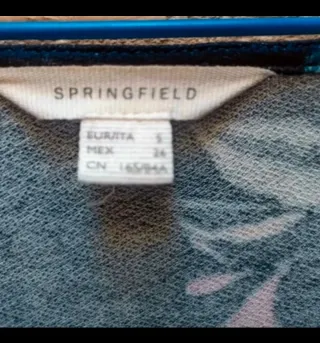 SPRINGFIELD
EUR/ITA S
MEX 26
CN 165/84A